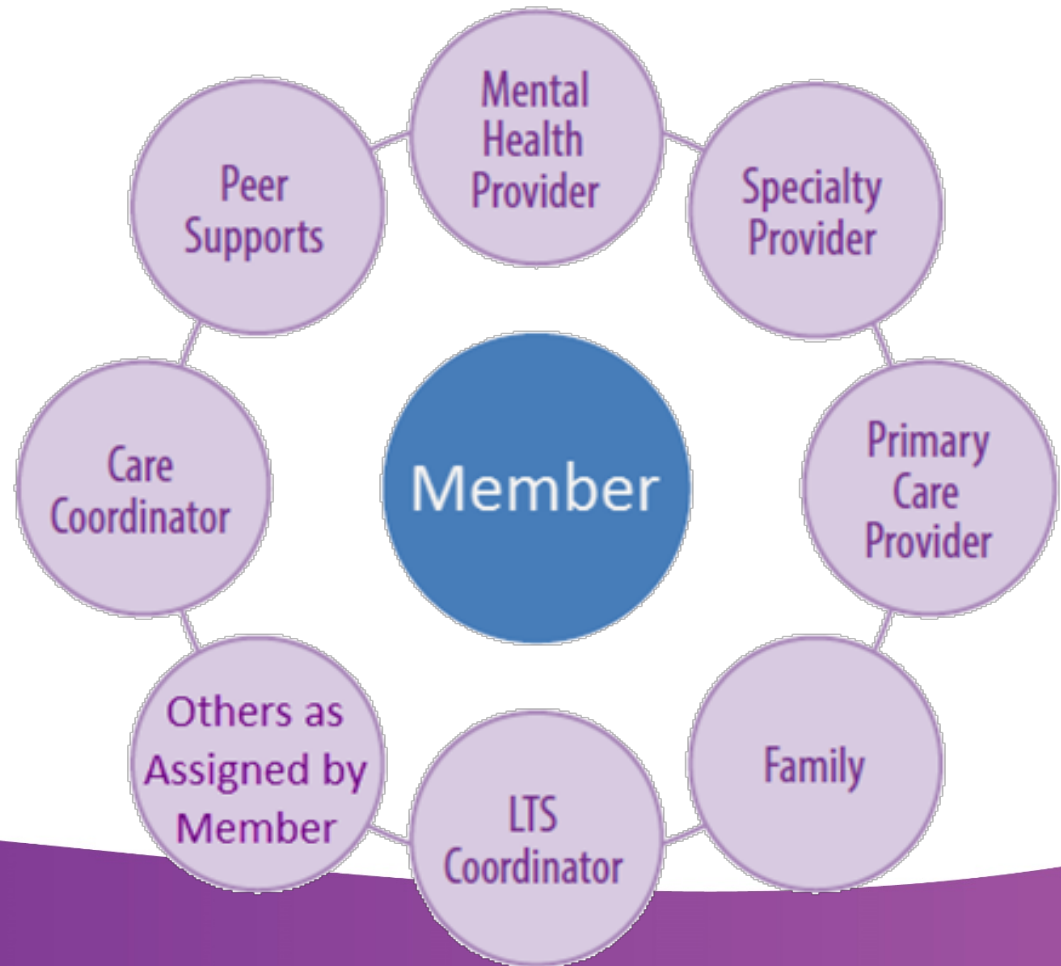 Mental
Health
Provider
Specialty
Provider
Primary
Care
Provider
Family
LTS
Coordinator
Others as
Assigned by
Member
Care
Coordinator
Peer
Supports
Member